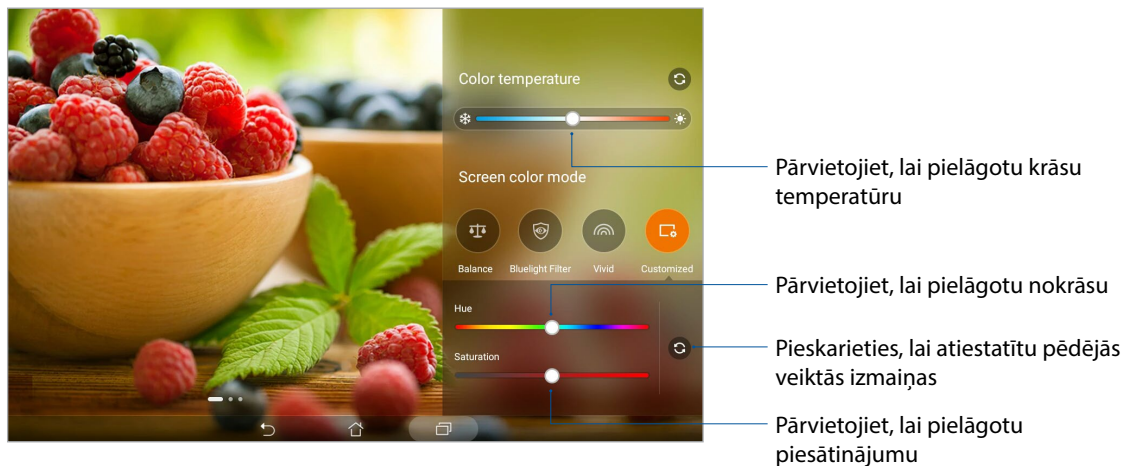 Color temperature
Pārvietojiet, lai pielāgotu krāsu
temperatūru
Screen color mode
Balance
Bluelight Filter
Vivid
Customized
Pārvietojiet, lai pielāgotu nokrāsu
Hue
Pieskarieties, lai atiestatītu pēdējās
veiktās izmaiņas
Saturation
Pārvietojiet, lai pielāgotu
piesātinājumu